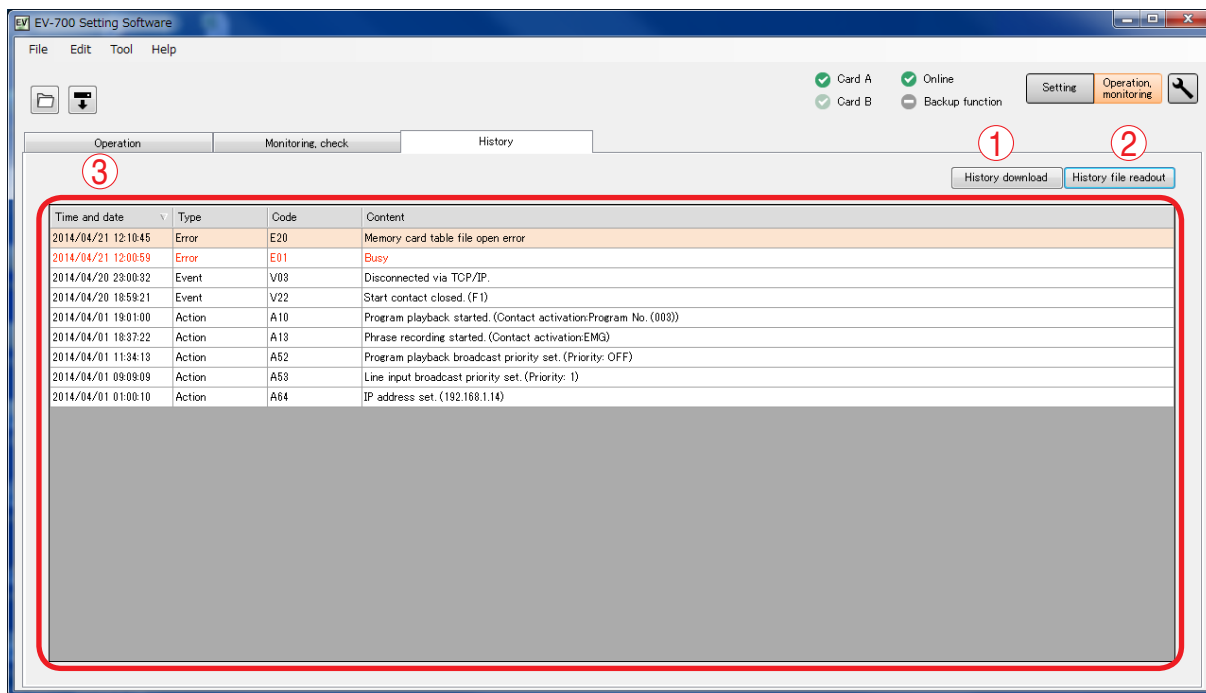 EV EV-700 Setting Software
File Edit Tool Help
Card A Online
Card B Backup function
Setting Operation, monitoring
Operation Monitoring, check History
① ②
③
History download History file readout
Time and date Type Code Content
2014/04/21 12:10:45 Error E20 Memory card table file open error
2014/04/21 12:00:59 Error E01 Busy
2014/04/20 23:00:32 Event V03 Disconnected via TCP/IP.
2014/04/20 18:59:21 Event V22 Start contact closed. (F1)
2014/04/01 19:01:00 Action A10 Program playback started. (Contact activation:Program No. (003))
2014/04/01 18:37:22 Action A13 Phrase recording started. (Contact activation:EMG)
2014/04/01 11:34:13 Action A52 Program playback broadcast priority set. (Priority: OFF)
2014/04/01 09:09:09 Action A53 Line input broadcast priority set. (Priority: 1)
2014/04/01 01:00:10 Action A64 IP address set. (192.168.1.14)